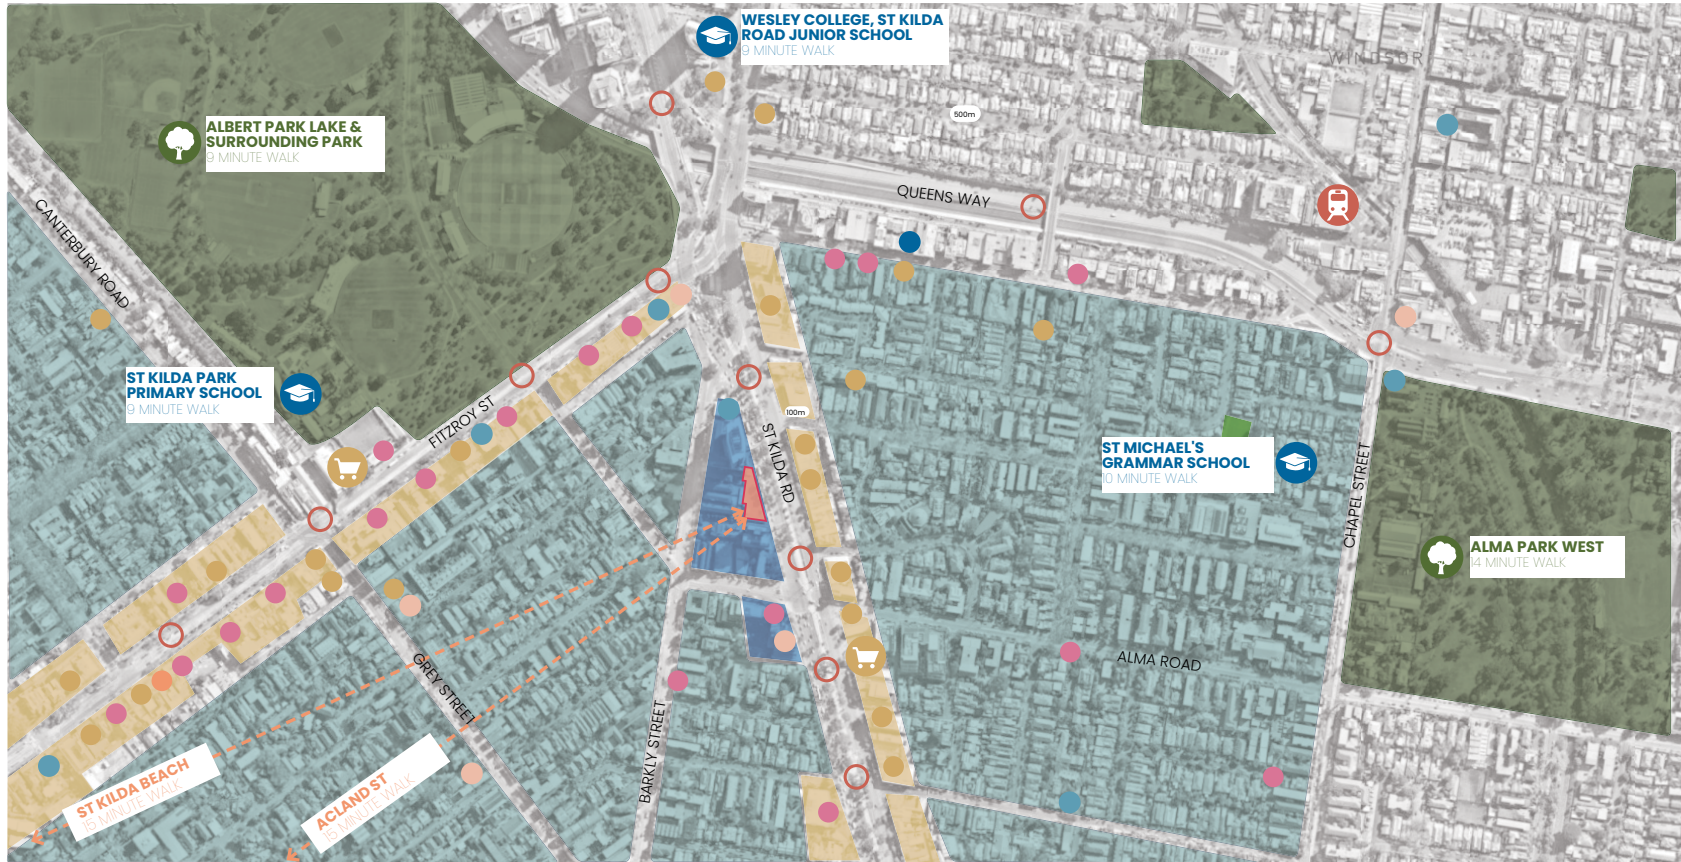 WESLEY COLLEGE, ST KILDA
ROAD JUNIOR SCHOOL
9 MINUTE WALK
WINDSOR
500m
ALBERT PARK LAKE &
SURROUNDING PARK
9 MINUTE WALK
QUEENS WAY
CANTERBURY ROAD
ST KILDA PARK
PRIMARY SCHOOL
9 MINUTE WALK
FITZROY ST
100m
ST KILDA RD
ST MICHAEL'S
GRAMMAR SCHOOL
10 MINUTE WALK
CHAPEL STREET
ALMA PARK WEST
14 MINUTE WALK
ALMA ROAD
GREY STREET
BARKLY STREET
ST KILDA BEACH
15 MINUTE WALK
ACLAND ST
15 MINUTE WALK